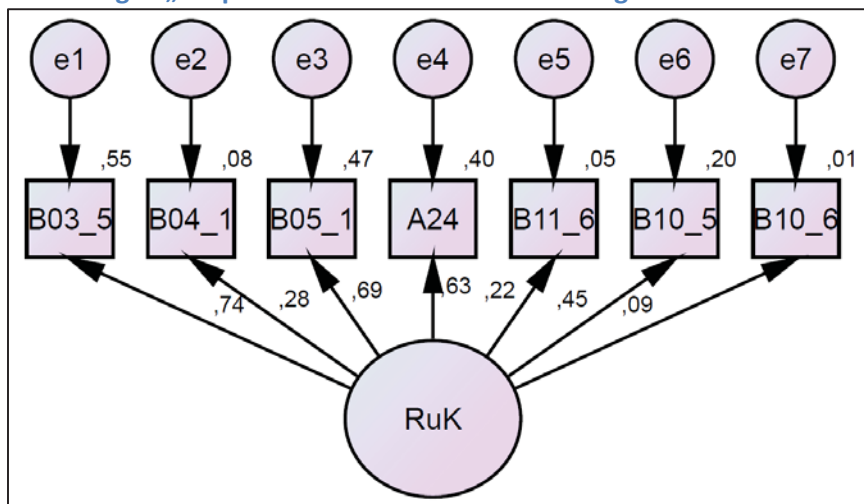 e1 e2 e3 e4 e5 e6 e7
,55 ,08 ,47 ,40 ,05 ,20 ,01
B03_5 B04_1 B05_1 A24 B11_6 B10_5 B10_6
,74 ,28 ,69 ,63 ,22 ,45 ,09
RuK